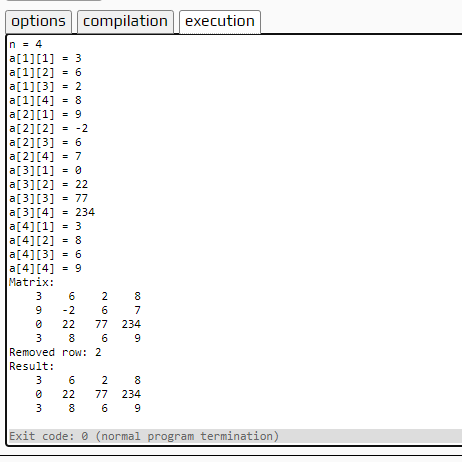 options compilation execution
n = 4
a[1][1] = 3
a[1][2] = 6
a[1][3] = 2
a[1][4] = 8
a[2][1] = 9
a[2][2] = -2
a[2][3] = 6
a[2][4] = 7
a[3][1] = 0
a[3][2] = 22
a[3][3] = 77
a[3][4] = 234
a[4][1] = 3
a[4][2] = 8
a[4][3] = 6
a[4][4] = 9
Matrix:
    3    6    2    8
    9   -2    6    7
    0   22   77  234
    3    8    6    9
Removed row: 2
Result:
    3    6    2    8
    0   22   77  234
    3    8    6    9
Exit code: 0 (normal program termination)